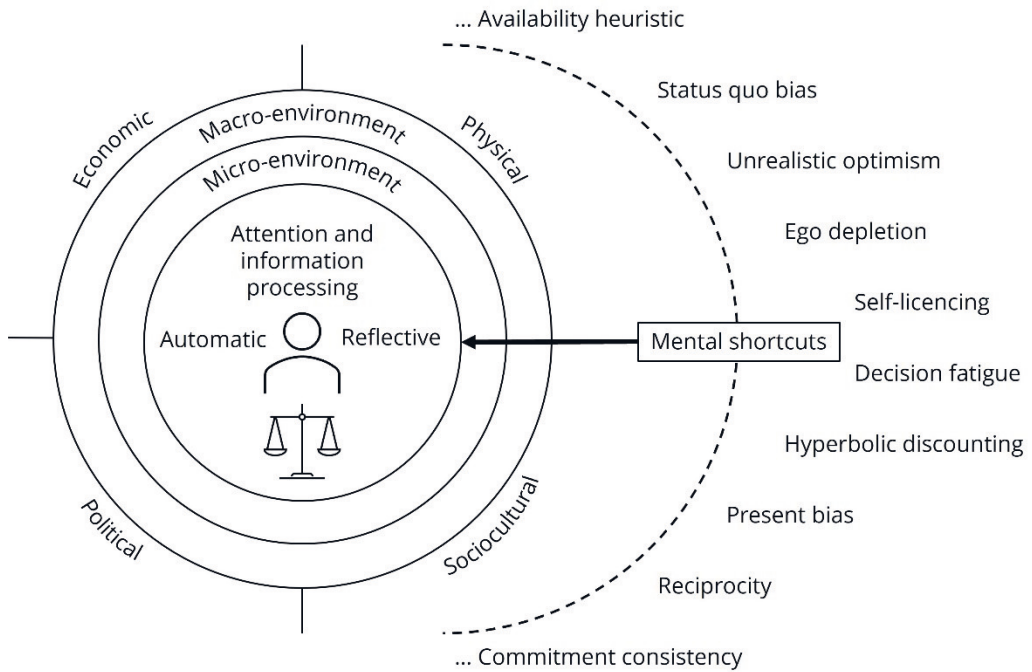 ... Availability heuristic
Status quo bias
Unrealistic optimism
Ego depletion
Self-licencing
Mental shortcuts
Decision fatigue
Hyperbolic discounting
Present bias
Reciprocity
... Commitment consistency
Economic
Physical
Political
Sociocultural
Macro-environment
Micro-environment
Attention and
information
processing
Automatic
Reflective